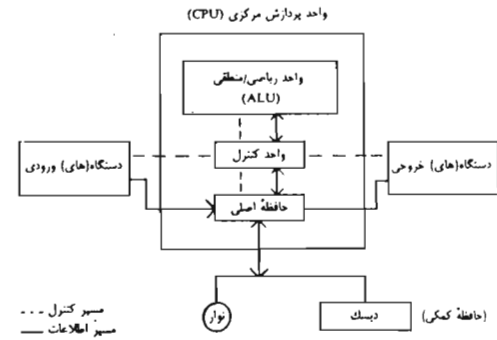 واحد پردازش مرکزی (CPU)
واحد ریاضی/منطقی
(ALU)
دستگاه(های) خروجی
واحد کنترل
دستگاه(های) ورودی
حافظهٔ اصلی
نوار
دیسک
(حافظهٔ کمکی)
مسیر کنترل
مسیر اطلاعات